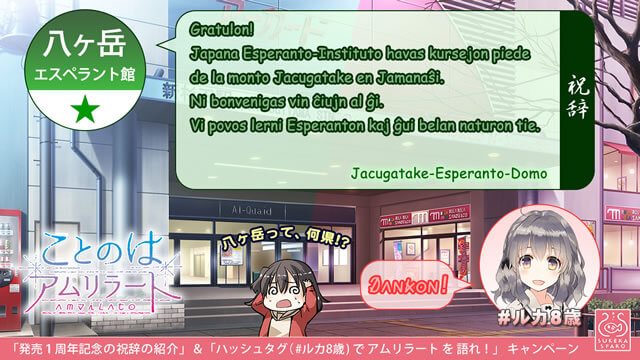 八ヶ岳
エスペラント館
Gratulon!
Japana Esperanto-Instituto havas kursejon piede
de la monto Jacugatake en Jamanaŝi.
Ni bonvenigas vin ĉiujn al ĝi.
Vi povos lerni Esperanton kaj ĝui belan naturon tie.
Jacugatake-Esperanto-Domo
祝辞
新
Al-Quaid
八ヶ岳って、何県!?
ことのは
アムリラート
AMRILATO
Dankon!
#ルカ8歳
SUKERA
SPARO
「発売1周年記念の祝辞の紹介」&「ハッシュタグ(#ルカ8歳)でアムリラートを語れ!」キャンペーン